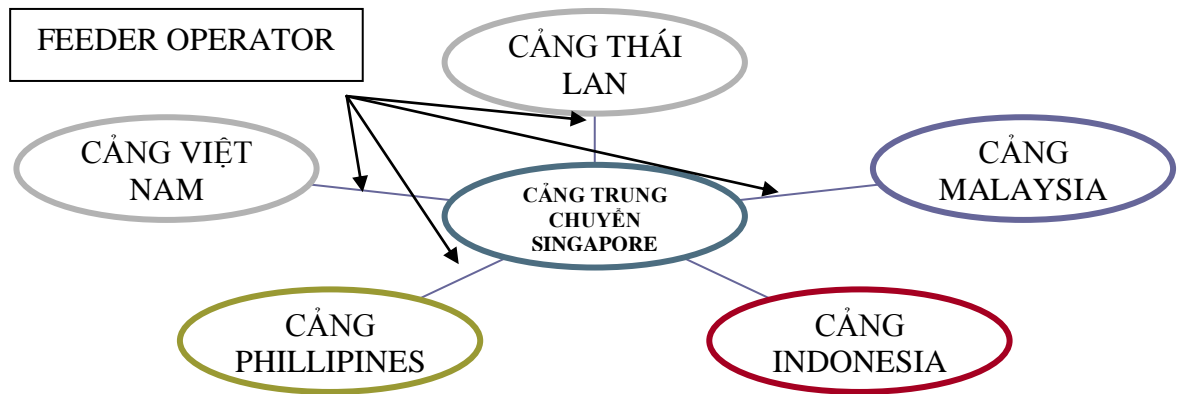 FEEDER OPERATOR
CẢNG THÁI
LAN
CẢNG VIỆT
NAM
CẢNG TRUNG
CHUYỂN
SINGAPORE
CẢNG
MALAYSIA
CẢNG
PHILLIPINES
CẢNG
INDONESIA